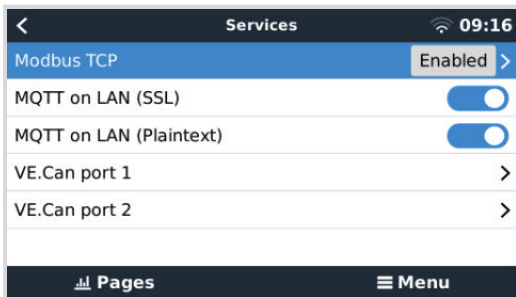 Services 09:16
Modbus TCP Enabled
MQTT on LAN (SSL)
MQTT on LAN (Plaintext)
VE.Can port 1
VE.Can port 2
Pages Menu